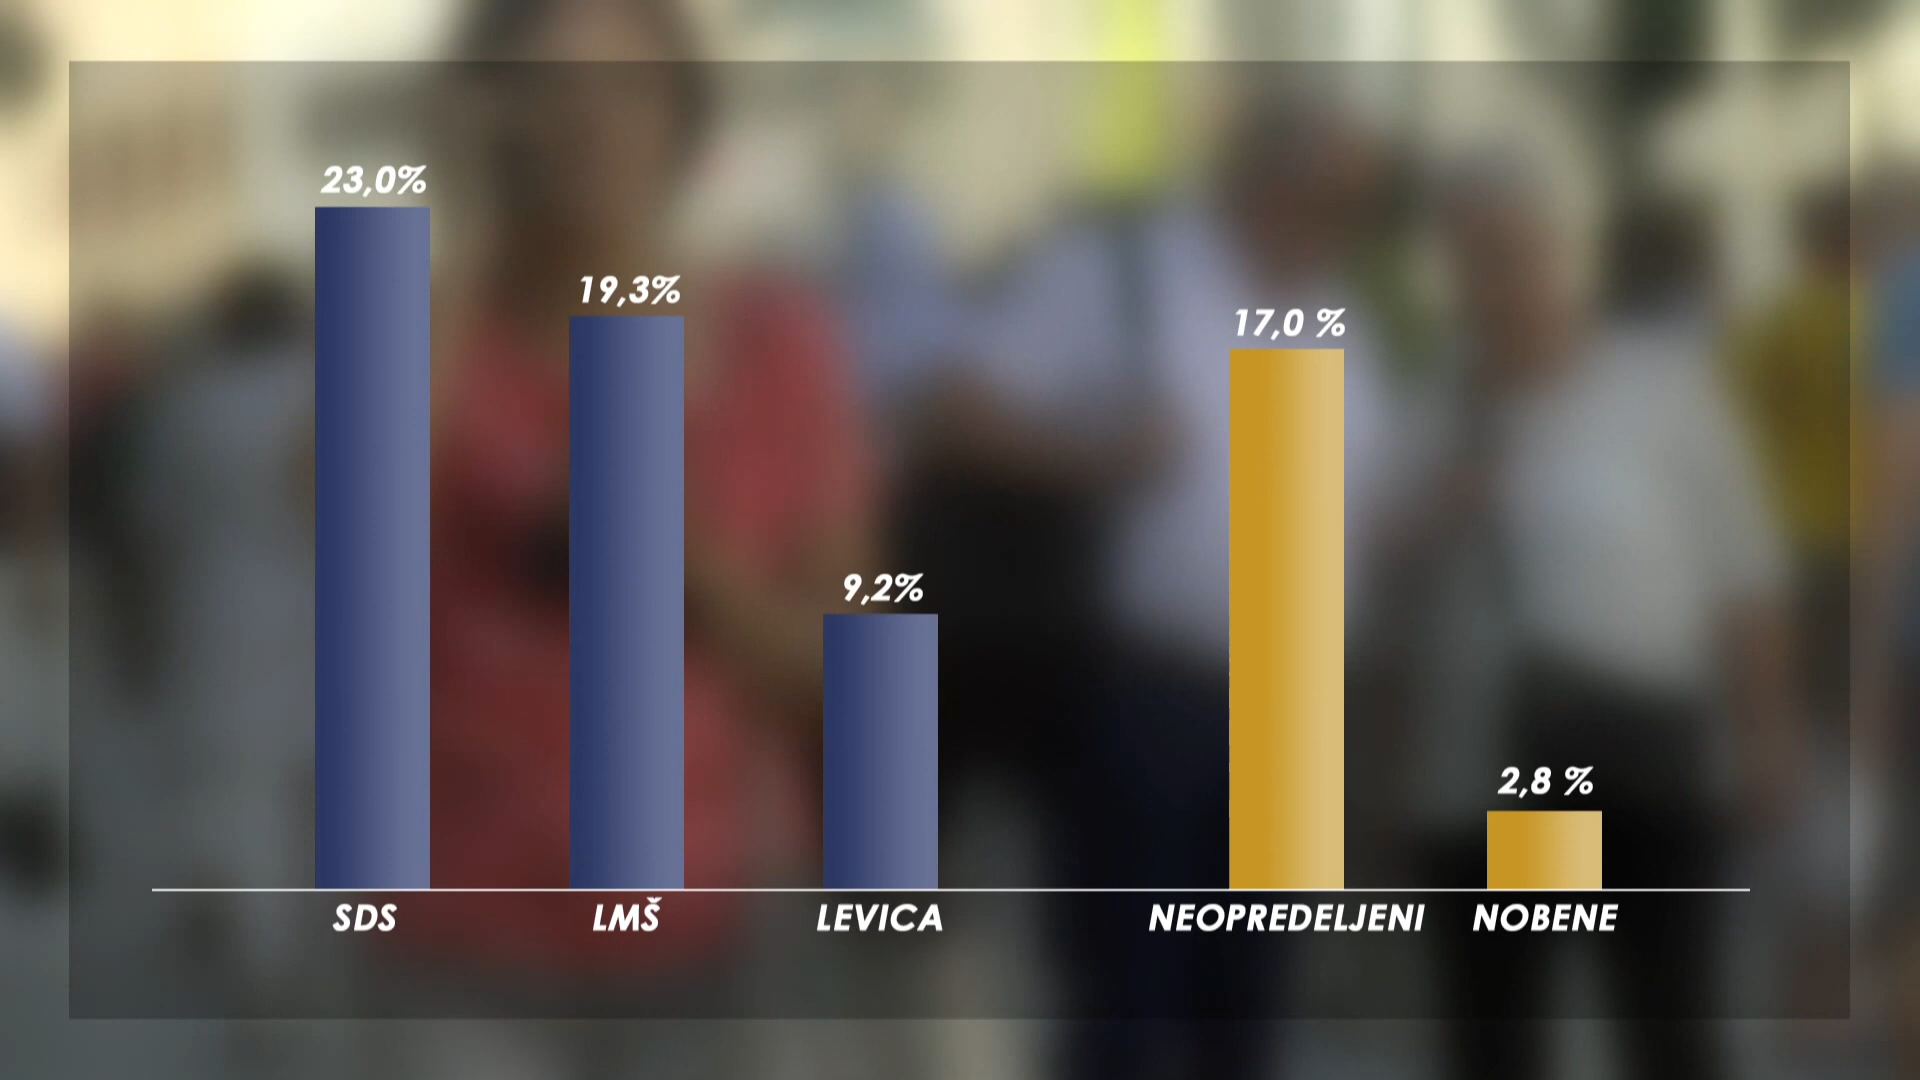 23,0%
19,3%
9,2%
17,0 %
2,8 %
SDS
LMŠ
LEVICA
NEOPREDELJENI
NOBENE